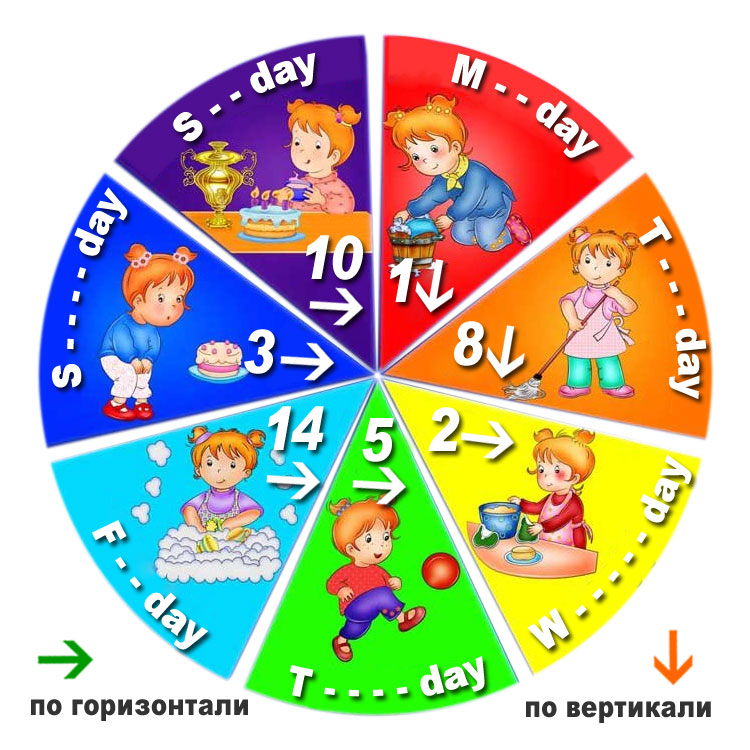 S - - day
10 →
M - - day
1 ↓
T - - - day
8 ↓
W - - - - - day
2 →
T - - - - day
5 →
F - - day
14 →
S - - - - day
3 →
→
по горизонтали
↓
по вертикали